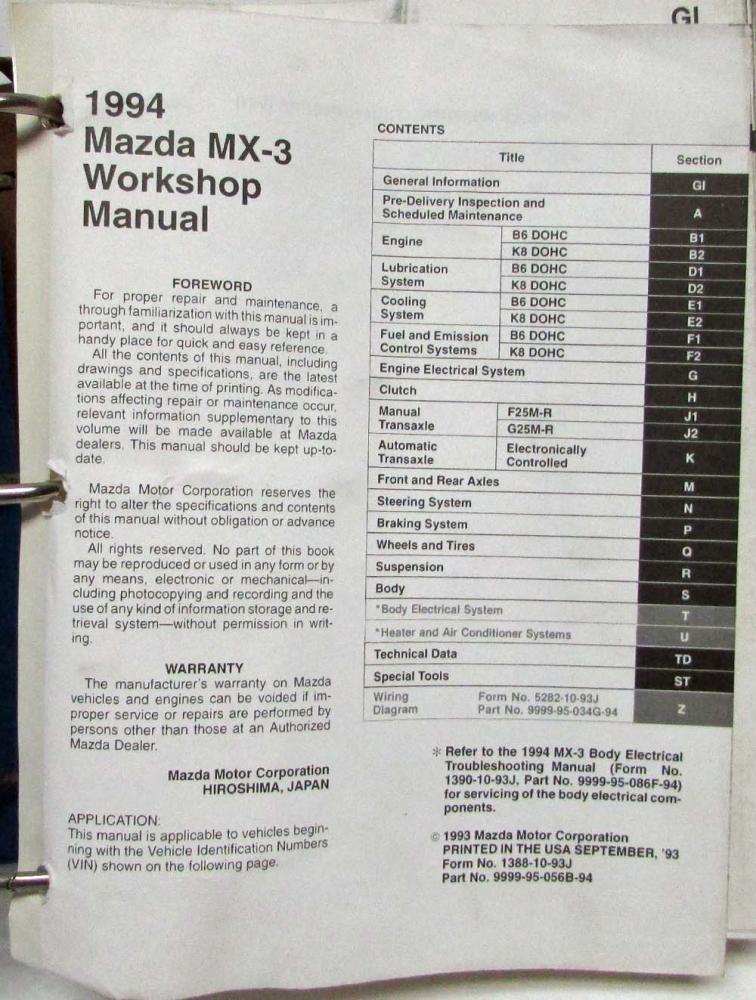 GI
1994
Mazda MX-3
Workshop
Manual
FOREWORD
For proper repair and maintenance, a
through familiarization with this manual is im-
portant, and it should always be kept in a
handy place for quick and easy reference.
All the contents of this manual, including
drawings and specifications, are the latest
available at the time of printing. As modifica-
tions affecting repair or maintenance occur,
relevant information supplementary to this
volume will be made available at Mazda
dealers. This manual should be kept up-to-
date.
Mazda Motor Corporation reserves the
right to alter the specifications and contents
of this manual without obligation or advance
notice.
All rights reserved. No part of this book
may be reproduced or used in any form or by
any means, electronic or mechanical—in-
cluding photocopying and recording and the
use of any kind of information storage and re-
trieval system—without permission in writ-
ing.
WARRANTY
The manufacturer's warranty on Mazda
vehicles and engines can be voided if im-
proper service or repairs are performed by
persons other than those at an Authorized
Mazda Dealer.
Mazda Motor Corporation
HIROSHIMA, JAPAN
APPLICATION:
This manual is applicable to vehicles begin-
ning with the Vehicle Identification Numbers
(VIN) shown on the following page.
CONTENTS
Title Section
General Information GI
Pre-Delivery Inspection and
Scheduled Maintenance A
Engine B6 DOHC B1
K8 DOHC B2
Lubrication System B6 DOHC D1
K8 DOHC D2
Cooling System B6 DOHC E1
K8 DOHC E2
Fuel and Emission Control Systems B6 DOHC F1
K8 DOHC F2
Engine Electrical System G
Clutch H
Manual Transaxle F25M-R J1
G25M-R J2
Automatic Transaxle Electronically Controlled K
Front and Rear Axles M
Steering System N
Braking System P
Wheels and Tires Q
Suspension R
Body S
*Body Electrical System T
*Heater and Air Conditioner Systems U
Technical Data TD
Special Tools ST
Wiring Form No. 5282-10-93J
Diagram Part No. 9999-95-034G-94 Z
* Refer to the 1994 MX-3 Body Electrical
Troubleshooting Manual (Form No.
1390-10-93J, Part No. 9999-95-086F-94)
for servicing of the body electrical com-
ponents.
© 1993 Mazda Motor Corporation
PRINTED IN THE USA SEPTEMBER, '93
Form No. 1388-10-93J
Part No. 9999-95-056B-94